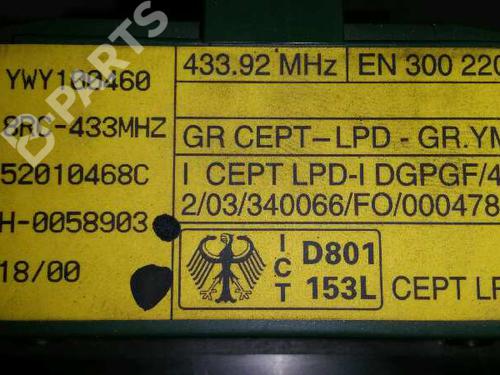 YWY100460
8RC-433MHZ
52010468C
H-0058903
18/00
433.92 MHz
EN 300 220
GR CEPT-LPD - GR.YM
I CEPT LPD-I DGPGF/4
2/03/340066/FO/000478
I
C
T
D801
153L
CEPT LP
B-PARTS